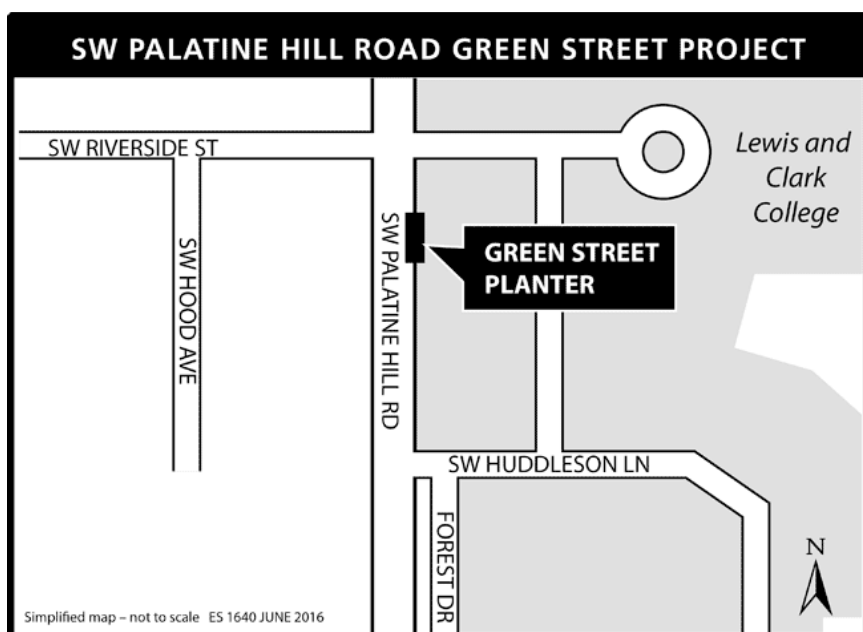 SW PALATINE HILL ROAD GREEN STREET PROJECT
SW RIVERSIDE ST
Lewis and
Clark
College
SW HOOD AVE
SW PALATINE HILL RD
GREEN STREET
PLANTER
SW HUDDLESON LN
FOREST DR
N
Simplified map – not to scale ES 1640 JUNE 2016